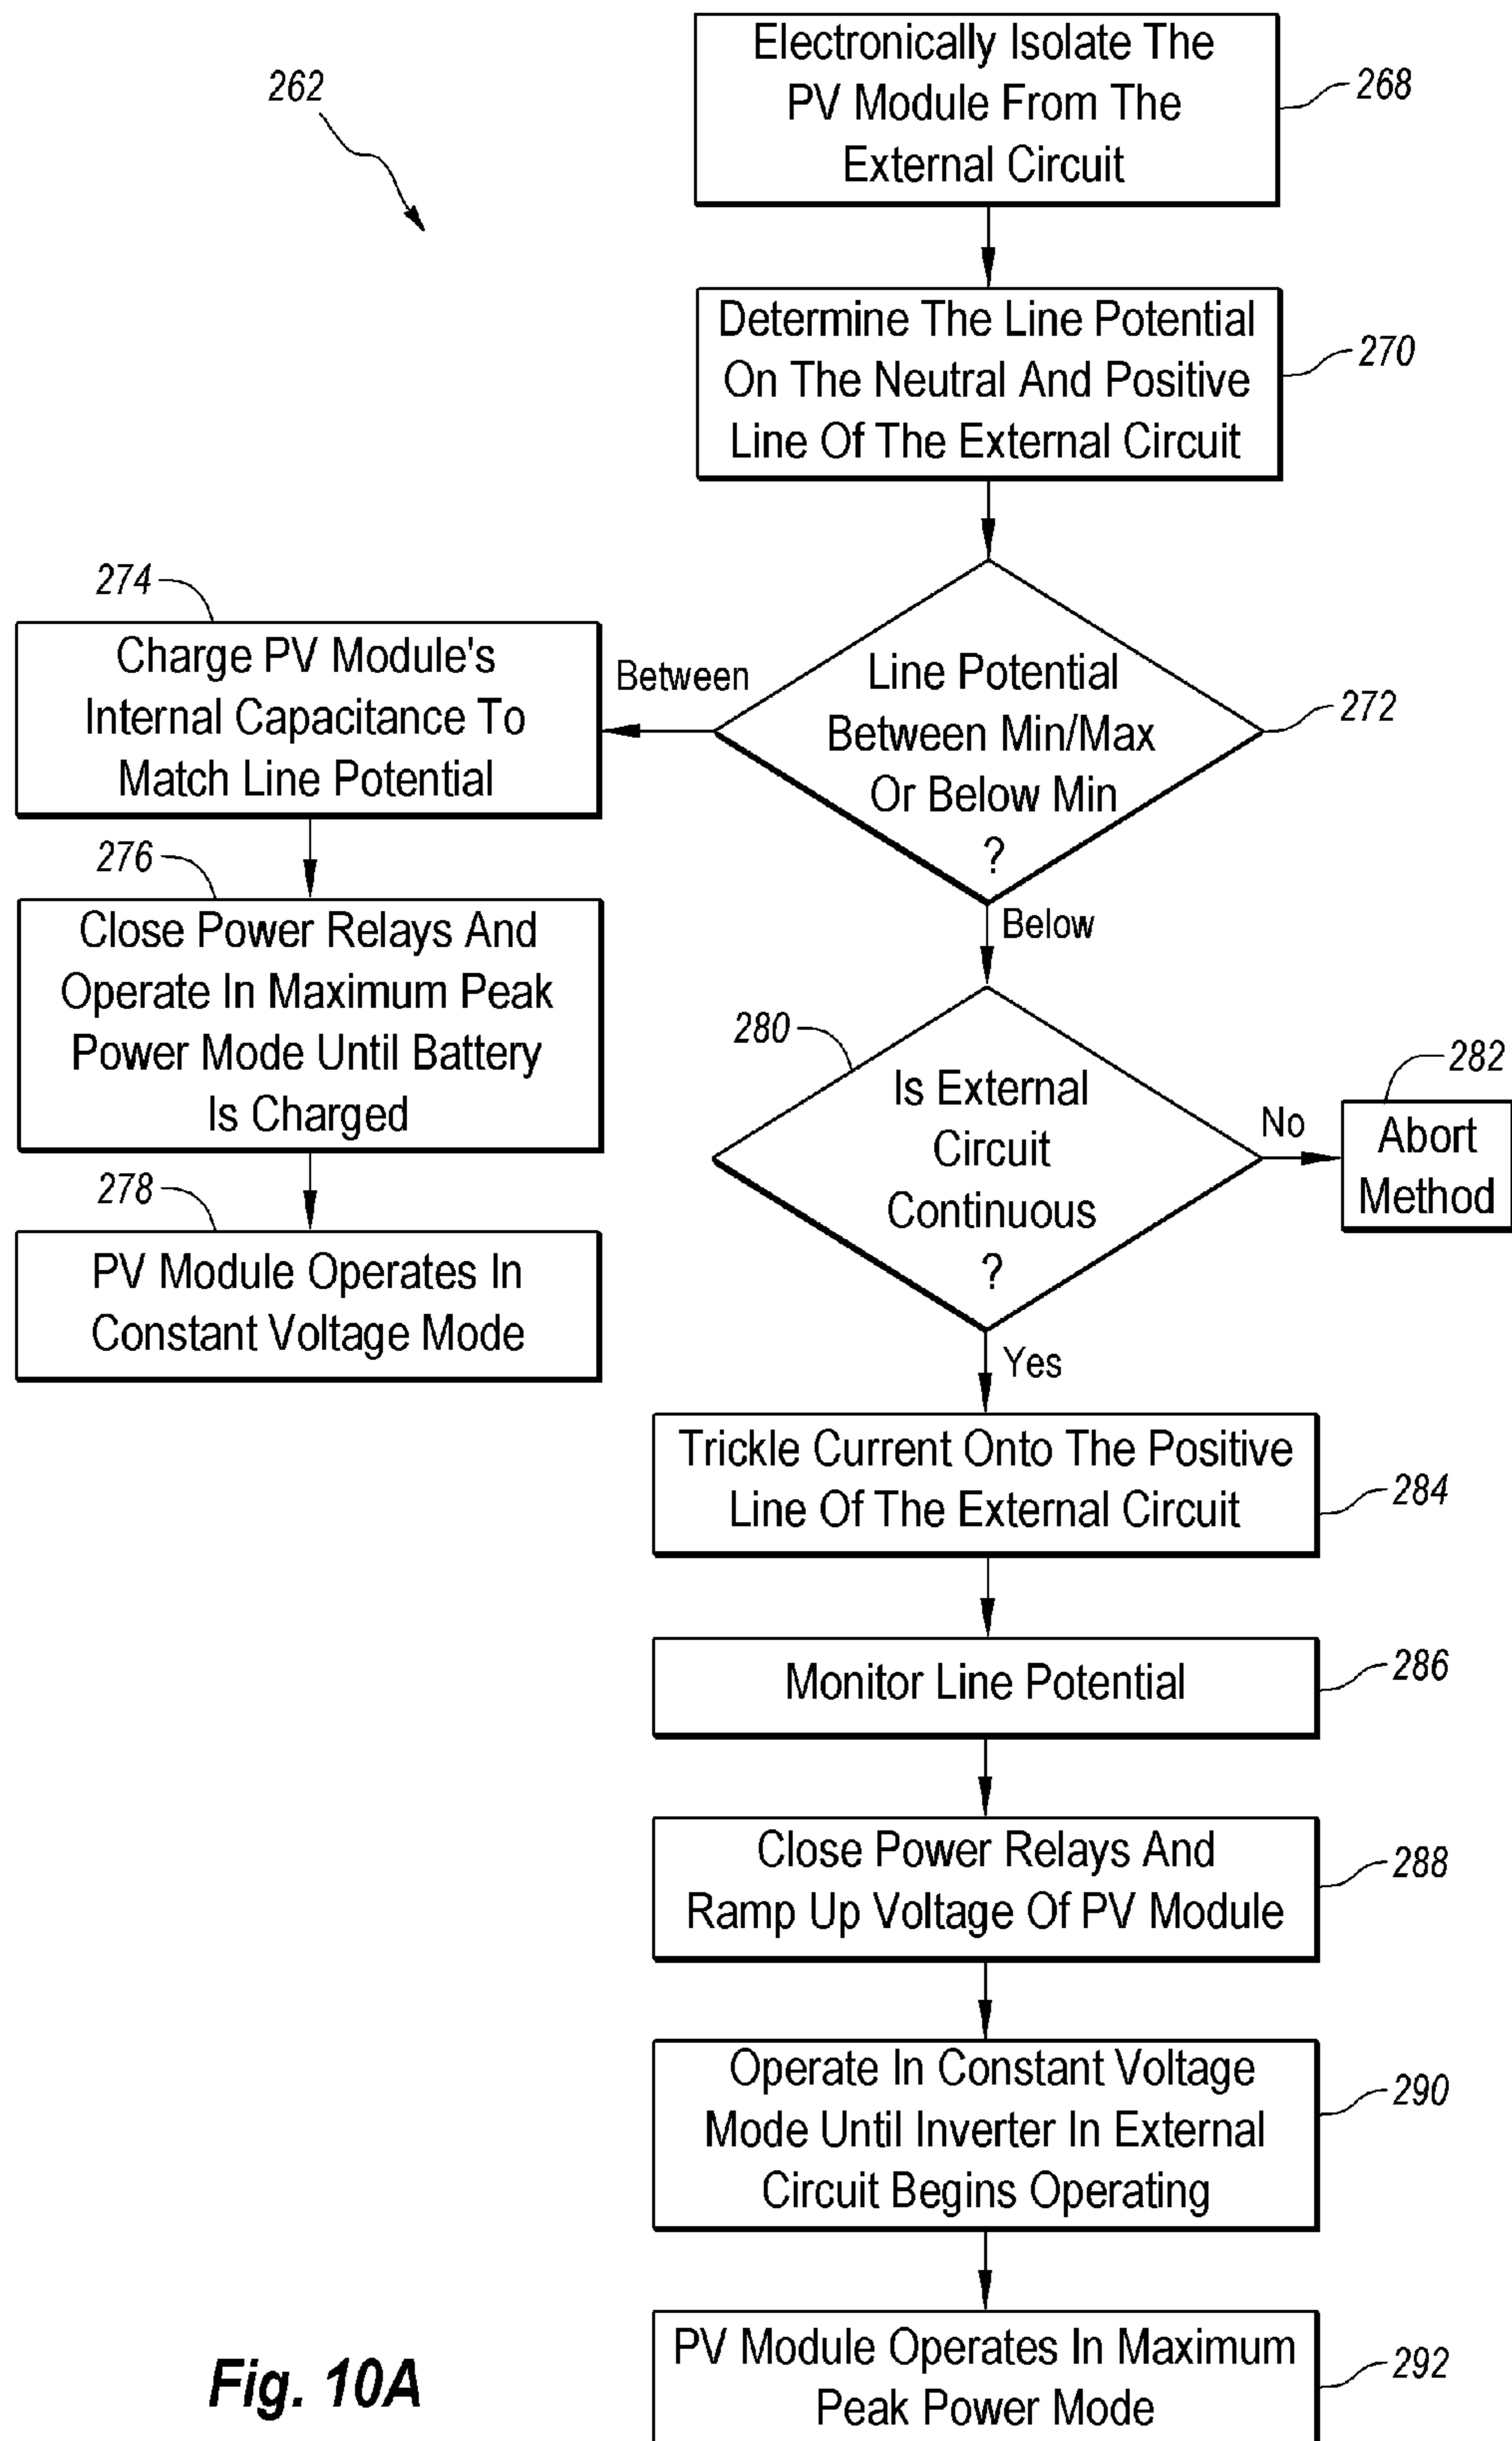 262
Electronically Isolate The
PV Module From The
External Circuit
268
Determine The Line Potential
On The Neutral And Positive
Line Of The External Circuit
270
Line Potential
Between Min/Max
Or Below Min
?
272
Between
274
Charge PV Module's
Internal Capacitance To
Match Line Potential
276
Close Power Relays And
Operate In Maximum Peak
Power Mode Until Battery
Is Charged
278
PV Module Operates In
Constant Voltage Mode
Below
280
Is External
Circuit
Continuous
?
No
282
Abort
Method
Yes
Trickle Current Onto The Positive
Line Of The External Circuit
284
Monitor Line Potential
286
Close Power Relays And
Ramp Up Voltage Of PV Module
288
Operate In Constant Voltage
Mode Until Inverter In External
Circuit Begins Operating
290
PV Module Operates In Maximum
Peak Power Mode
292
Fig. 10A